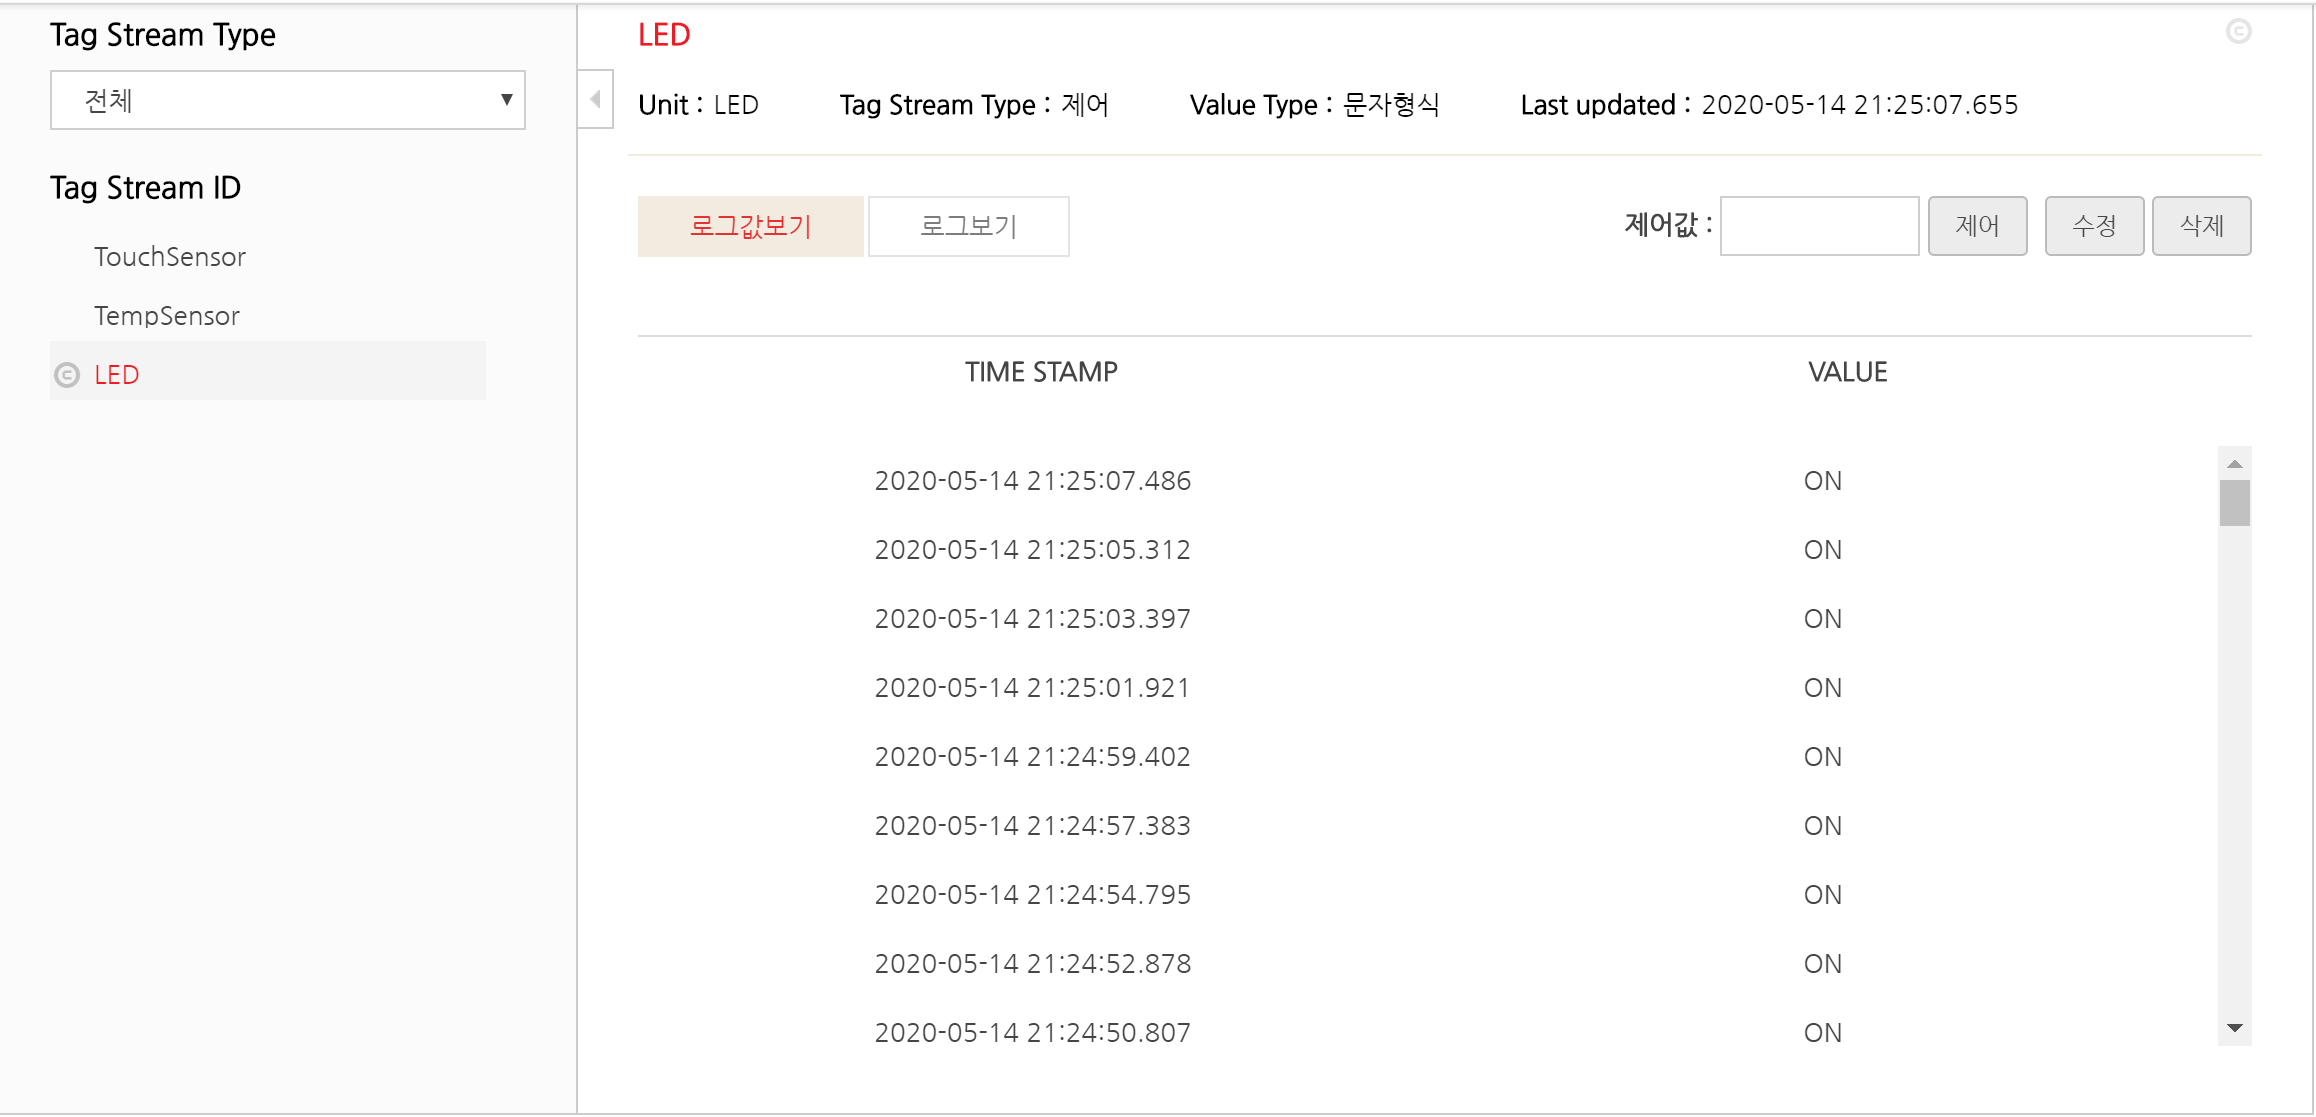 Tag Stream Type
전체
Tag Stream ID
TouchSensor
TempSensor
LED
LED
Unit : LED Tag Stream Type : 제어 Value Type : 문자형식 Last updated : 2020-05-14 21:25:07.655
로그값보기 로그보기 제어값 : 제어 수정 삭제
TIME STAMP VALUE
2020-05-14 21:25:07.486 ON
2020-05-14 21:25:05.312 ON
2020-05-14 21:25:03.397 ON
2020-05-14 21:25:01.921 ON
2020-05-14 21:24:59.402 ON
2020-05-14 21:24:57.383 ON
2020-05-14 21:24:54.795 ON
2020-05-14 21:24:52.878 ON
2020-05-14 21:24:50.807 ON